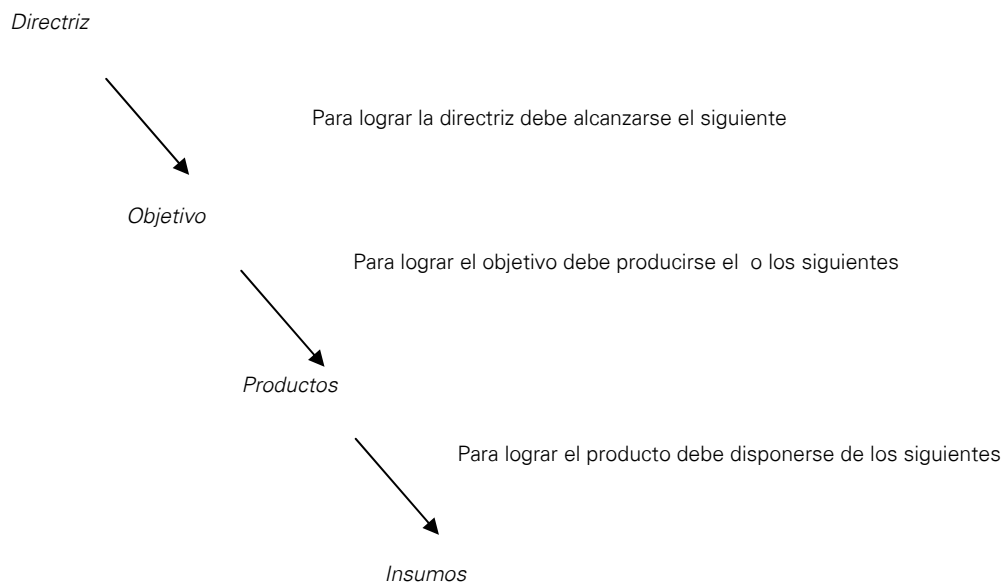 Directriz
Para lograr la directriz debe alcanzarse el siguiente
Objetivo
Para lograr el objetivo debe producirse el  o los siguientes
Productos
Para lograr el producto debe disponerse de los siguientes
Insumos